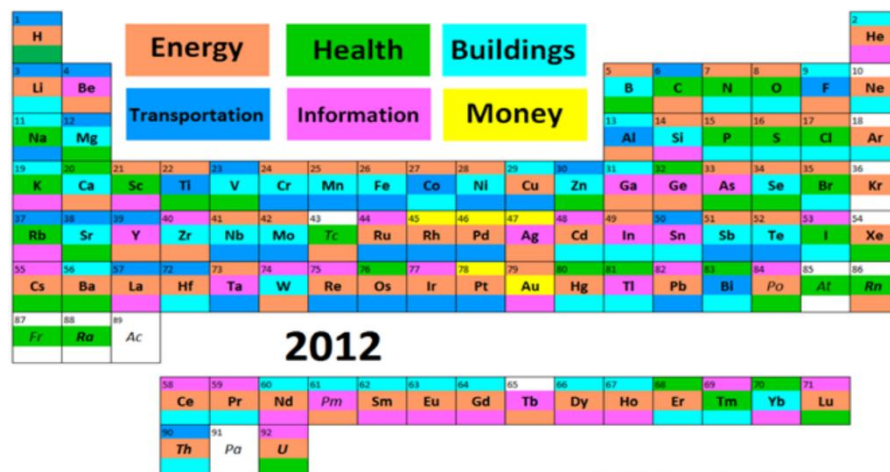 1 2
H Energy Health Buildings He
3 4 5 6 7 8 9 10
Li Be B C N O F Ne
Transportation Information Money
11 12 13 14 15 16 17 18
Na Mg Al Si P S Cl Ar
19 20 21 22 23 24 25 26 27 28 29 30 31 32 33 34 35 36
K Ca Sc Ti V Cr Mn Fe Co Ni Cu Zn Ga Ge As Se Br Kr
37 38 39 40 41 42 43 44 45 46 47 48 49 50 51 52 53 54
Rb Sr Y Zr Nb Mo Tc Ru Rh Pd Ag Cd In Sn Sb Te I Xe
55 56 57 72 73 74 75 76 77 78 79 80 81 82 83 84 85 86
Cs Ba La Hf Ta W Re Os Ir Pt Au Hg Tl Pb Bi Po At Rn
87 88 89
Fr Ra Ac
2012
58 59 60 61 62 63 64 65 66 67 68 69 70 71
Ce Pr Nd Pm Sm Eu Gd Tb Dy Ho Er Tm Yb Lu
90 91 92
Th Pa U